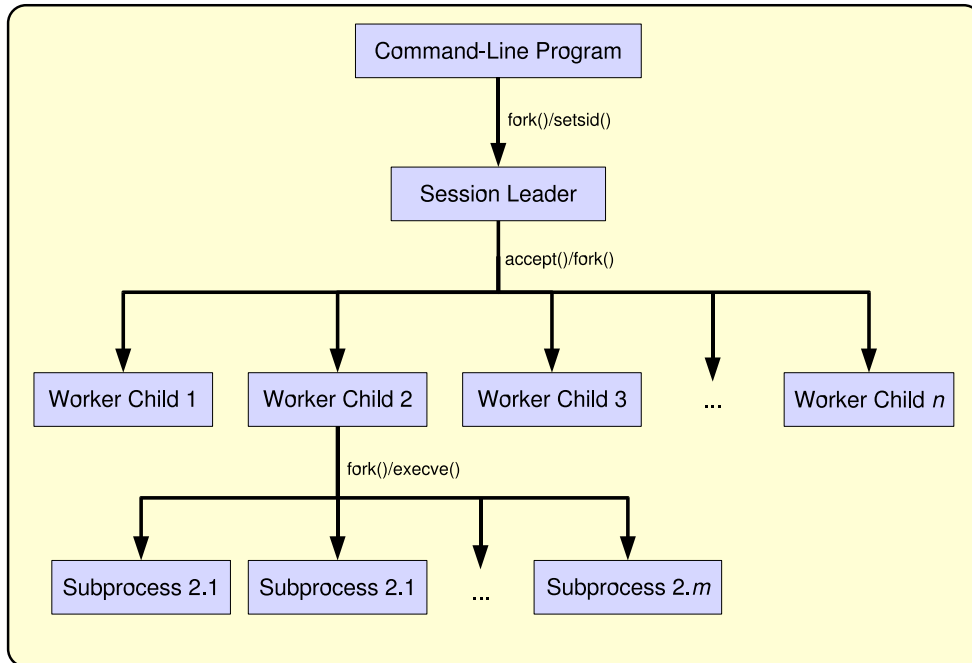 Command-Line Program
fork()/setsid()
Session Leader
accept()/fork()
Worker Child 1
Worker Child 2
Worker Child 3
...
Worker Child n
fork()/execve()
Subprocess 2.1
Subprocess 2.1
...
Subprocess 2.m